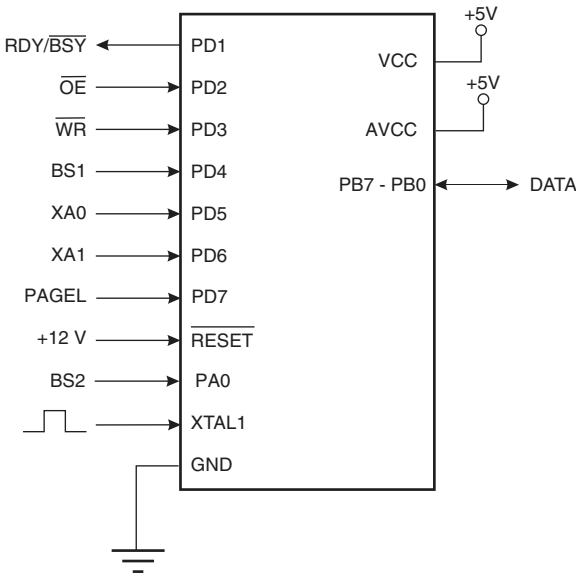 +5V
RDY/BSY PD1
VCC
OE PD2
+5V
WR PD3 AVCC
BS1 PD4 PB7 - PB0 DATA
XA0 PD5
XA1 PD6
PAGEL PD7
+12 V RESET
BS2 PA0
XTAL1
GND